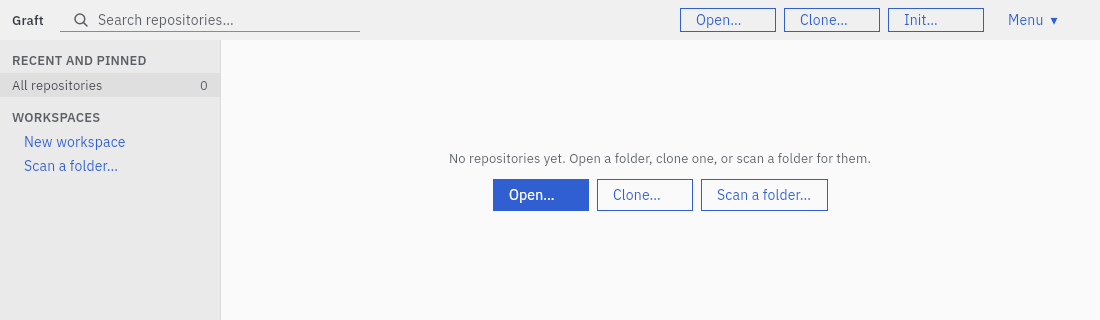 Graft
Search repositories...
Open...
Clone...
Init...
Menu ▼
RECENT AND PINNED
All repositories 0
WORKSPACES
New workspace
Scan a folder...
No repositories yet. Open a folder, clone one, or scan a folder for them.
Open...
Clone...
Scan a folder...